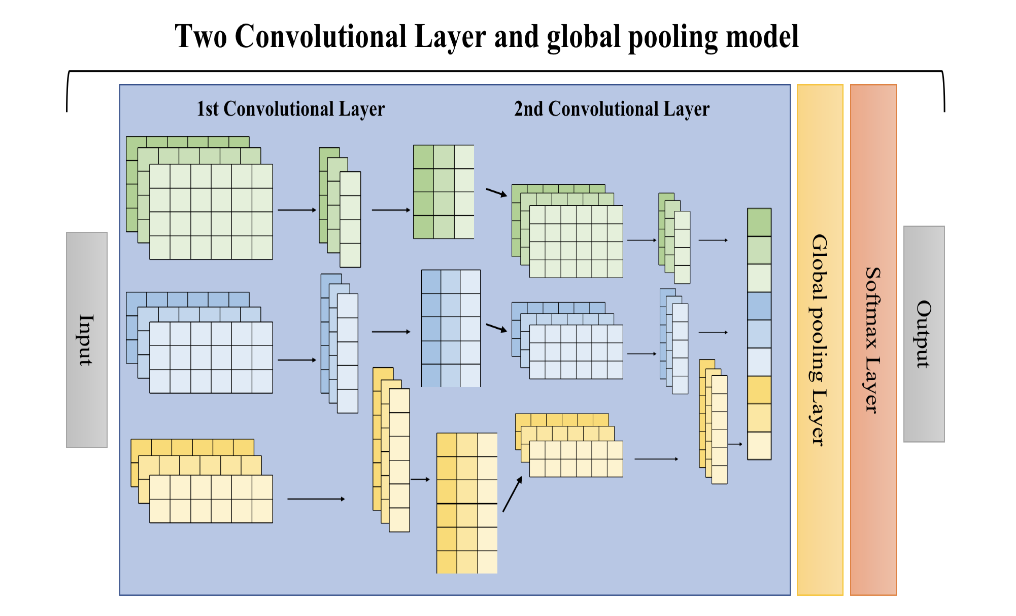 Two Convolutional Layer and global pooling model
1st Convolutional Layer
2nd Convolutional Layer
Input
Global pooling Layer
Softmax Layer
Output